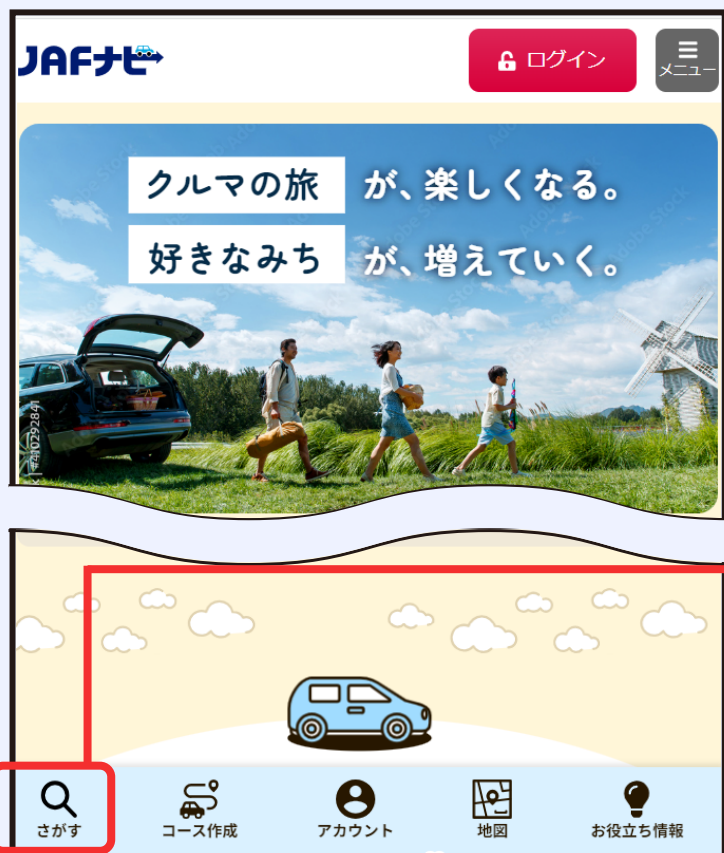 JAFナビ
ログイン
メニュー
クルマの旅 が、楽しくなる。
好きなみち が、増えていく。
#410292841
さがす
コース作成
アカウント
地図
お役立ち情報